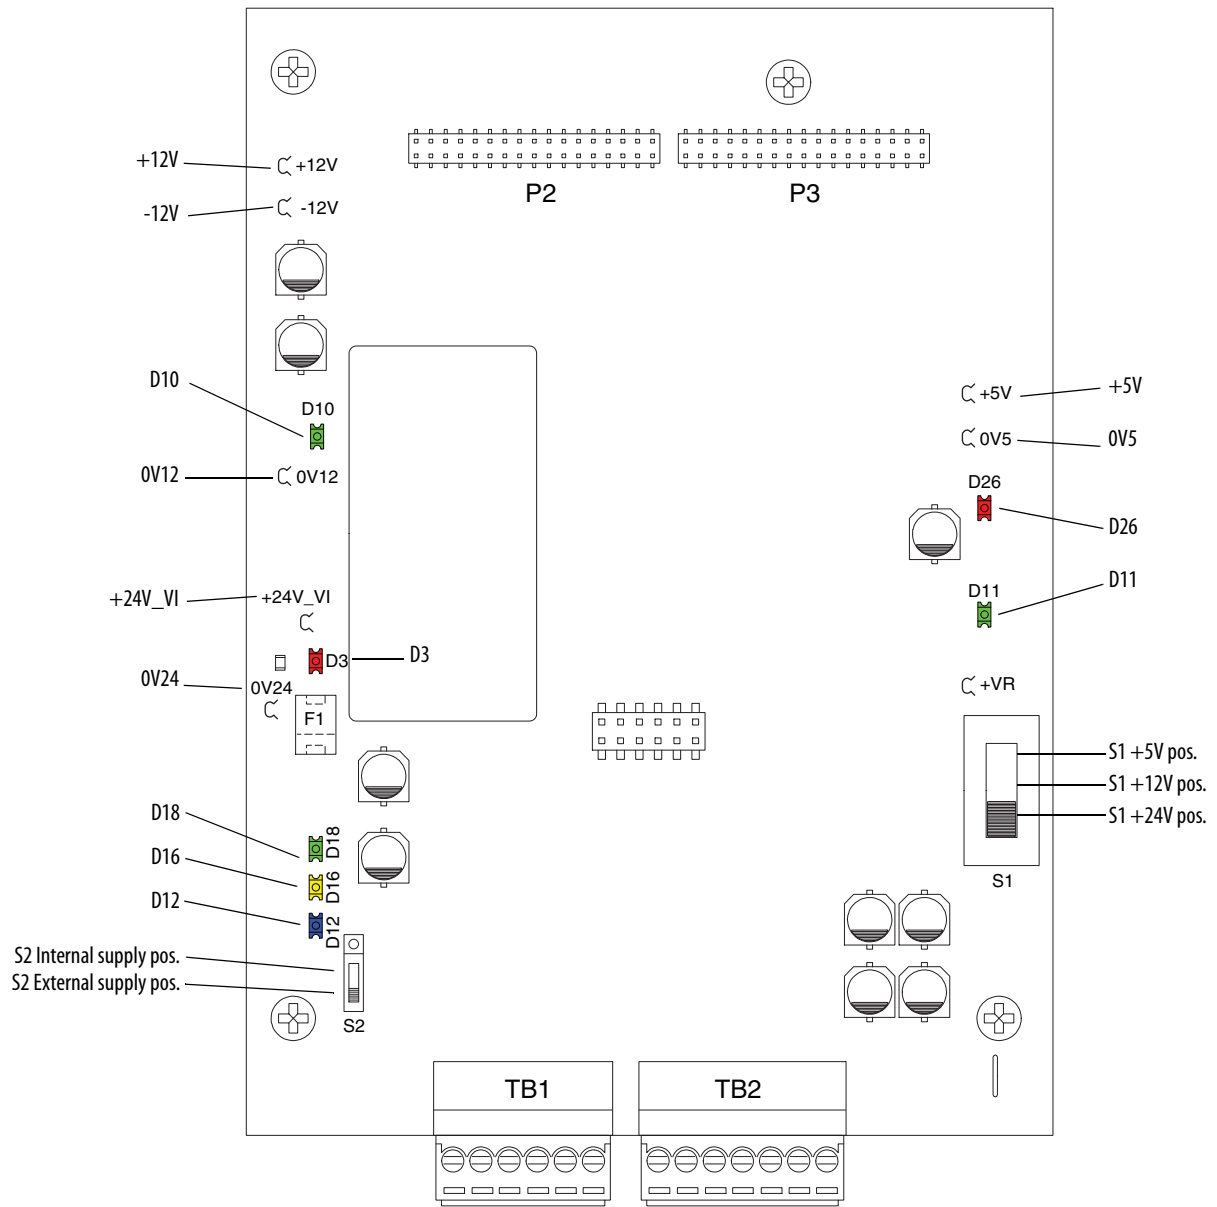 P2
P3
+12V
+12V
-12V
-12V
D10
D10
0V12
0V12
+24V_VI
+24V_VI
D3
D3
0V24
0V24
F1
+5V
+5V
0V5
0V5
D26
D26
D11
D11
+VR
S1 +5V pos.
S1 +12V pos.
S1 +24V pos.
S1
D18
D18
D16
D16
D12
D12
S2 Internal supply pos.
S2 External supply pos.
S2
TB1
TB2